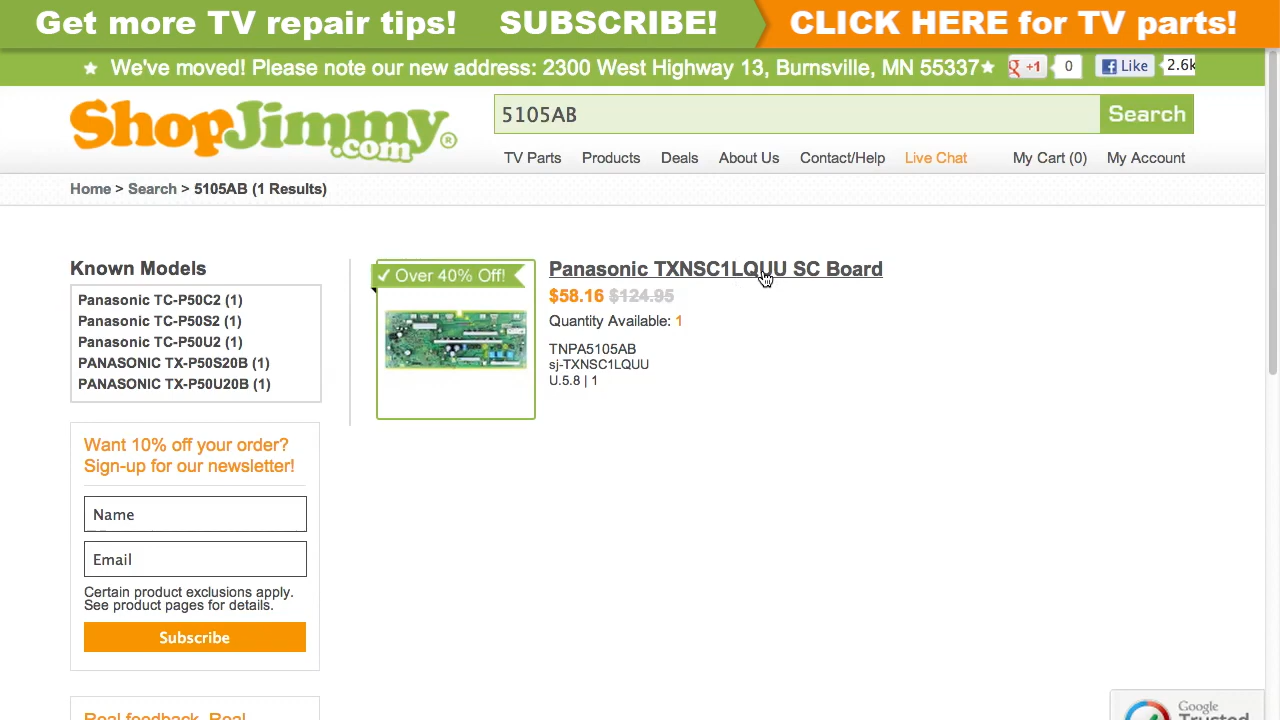 Get more TV repair tips! SUBSCRIBE! CLICK HERE for TV parts!
★ We've moved! Please note our new address: 2300 West Highway 13, Burnsville, MN 55337★ +1 0 Like 2.6k
ShopJimmy.com®
5105AB Search
TV Parts Products Deals About Us Contact/Help Live Chat My Cart (0) My Account
Home > Search > 5105AB (1 Results)
Known Models
Panasonic TC-P50C2 (1)
Panasonic TC-P50S2 (1)
Panasonic TC-P50U2 (1)
PANASONIC TX-P50S20B (1)
PANASONIC TX-P50U20B (1)
✓ Over 40% Off!
Panasonic TXNSC1LQUU SC Board
$58.16 $124.95
Quantity Available: 1
TNPA5105AB
sj-TXNSC1LQUU
U.5.8 | 1
Want 10% off your order?
Sign-up for our newsletter!
Name
Email
Certain product exclusions apply.
See product pages for details.
Subscribe
Real feedback. Real
Google
Trusted